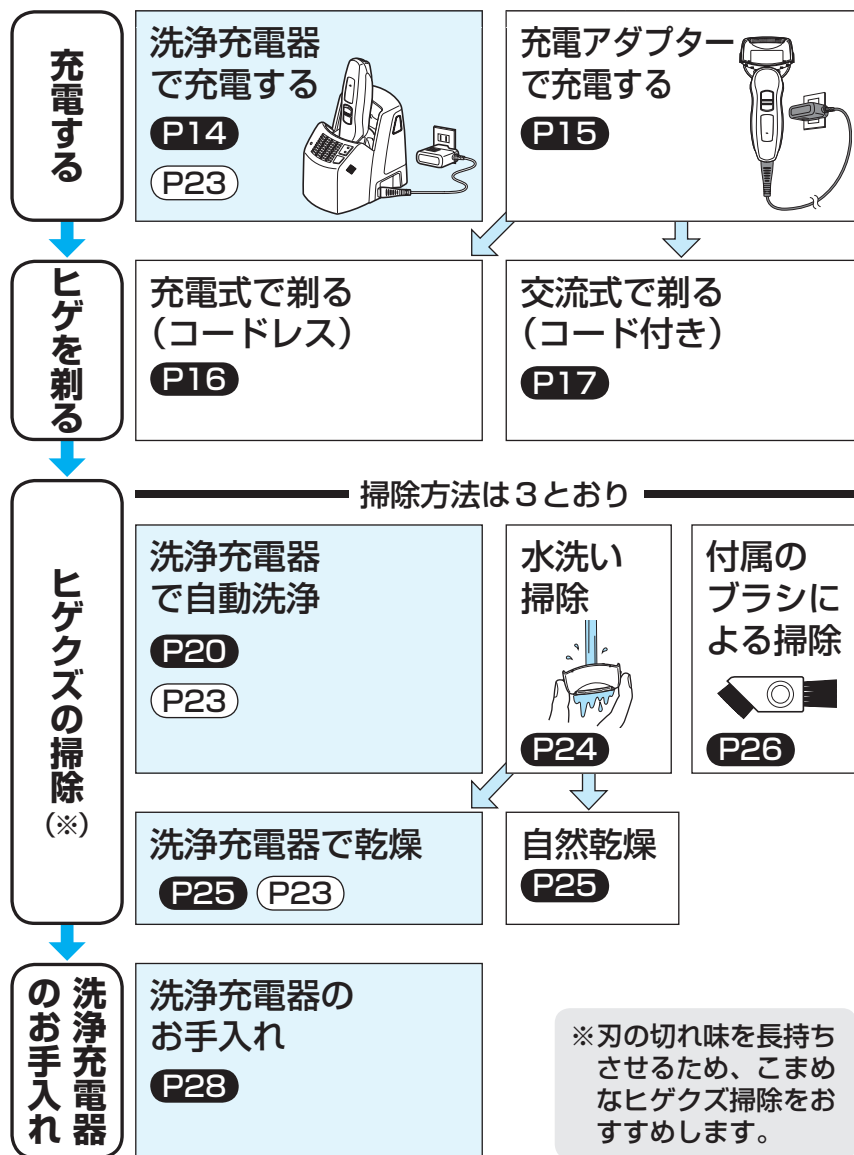 充電する
洗浄充電器
で充電する
P14
P23
充電アダプター
で充電する
P15
ヒゲを剃る
充電式で剃る
（コードレス）
P16
交流式で剃る
（コード付き）
P17
ヒゲクズの掃除
（※）
掃除方法は3とおり
洗浄充電器
で自動洗浄
P20
P23
水洗い
掃除
P24
付属の
ブラシに
よる掃除
P26
洗浄充電器で乾燥
P25 P23
自然乾燥
P25
洗浄充電器
のお手入れ
洗浄充電器の
お手入れ
P28
※刃の切れ味を長持ち
させるため、こまめ
なヒゲクズ掃除をお
すすめします。